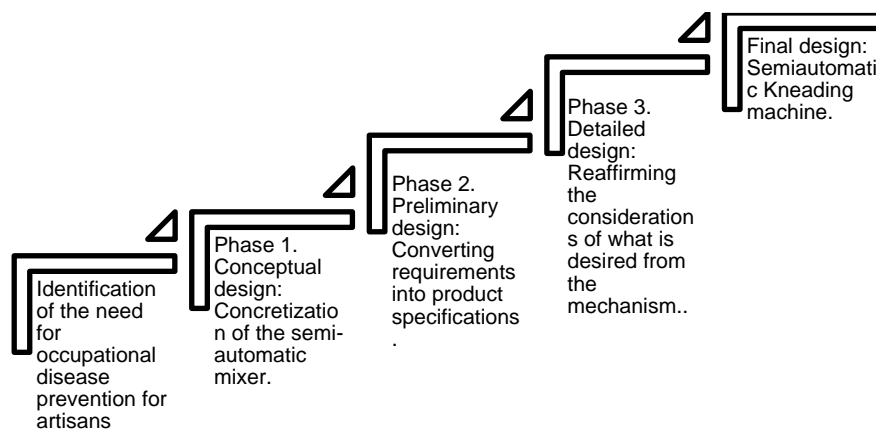 Identification
of the need
for
occupational
disease
prevention for
artisans
Phase 1.
Conceptual
design:
Concretizatio
n of the semi-
automatic
mixer.
Phase 2.
Preliminary
design:
Converting
requirements
into product
specifications
.
Phase 3.
Detailed
design:
Reaffirming
the
consideration
s of what is
desired from
the
mechanism..
Final design:
Semiautomati
c Kneading
machine.